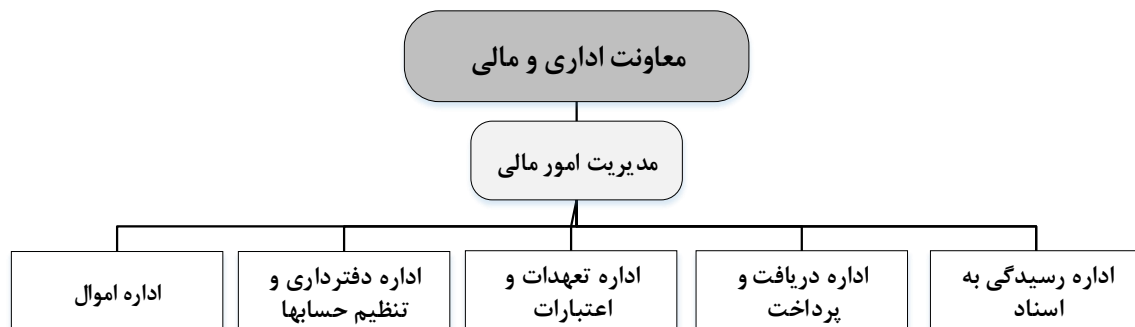 معاونت اداری و مالی
مدیریت امور مالی
اداره رسیدگی به
اسناد
اداره دریافت و
پرداخت
اداره تعهدات و
اعتبارات
اداره دفترداری و
تنظیم حسابها
اداره اموال